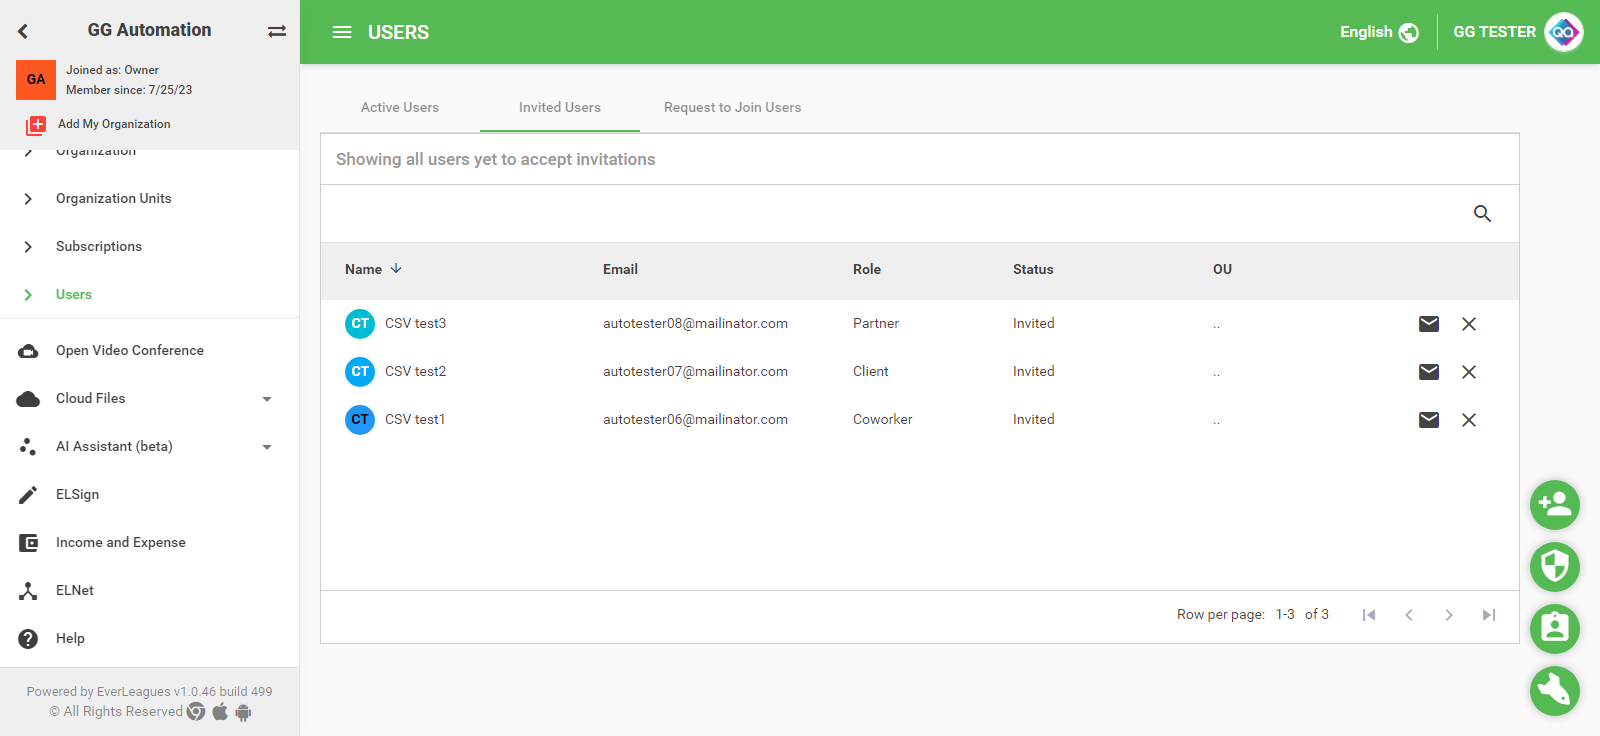 GG Automation
GA
Joined as: Owner
Member since: 7/25/23
Add My Organization
Organization
Organization Units
Subscriptions
Users
Open Video Conference
Cloud Files
AI Assistant (beta)
ELSign
Income and Expense
ELNet
Help
Powered by EverLeagues v1.0.46 build 499
© All Rights Reserved
USERS
English
GG TESTER
QA
Active Users
Invited Users
Request to Join Users
Showing all users yet to accept invitations
Name Email Role Status OU
CT CSV test3 autotester08@mailinator.com Partner Invited ..
CT CSV test2 autotester07@mailinator.com Client Invited ..
CT CSV test1 autotester06@mailinator.com Coworker Invited ..
Row per page: 1-3 of 3